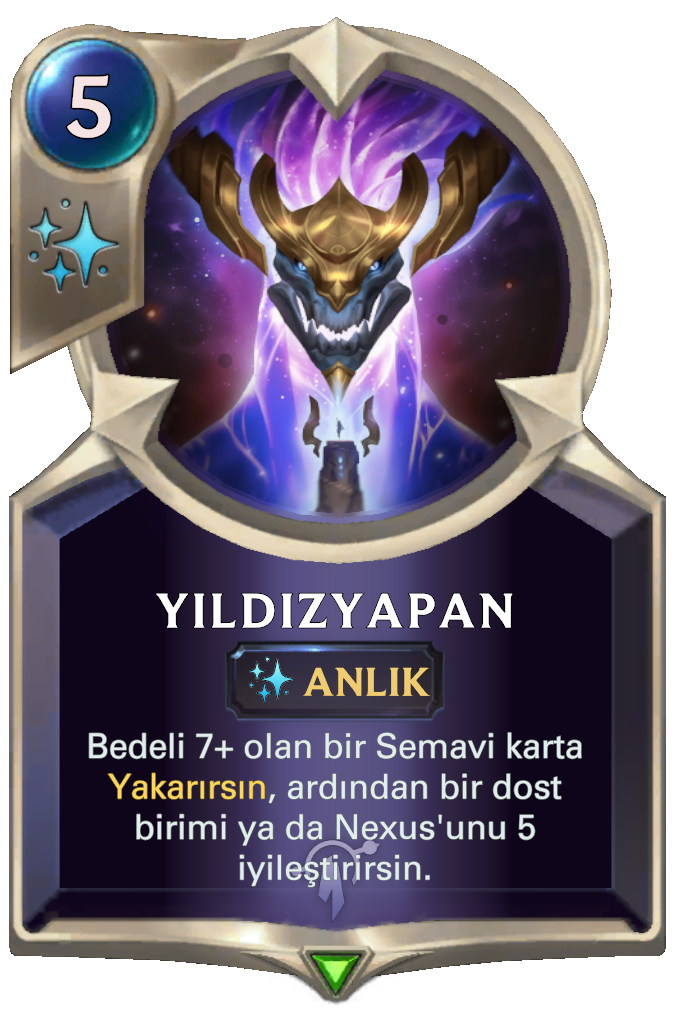 5
YILDIZYAPAN
ANLIK
Bedeli 7+ olan bir Semavi karta
Yakarırsın, ardından bir dost
birimi ya da Nexus'unu 5
iyileştirirsin.